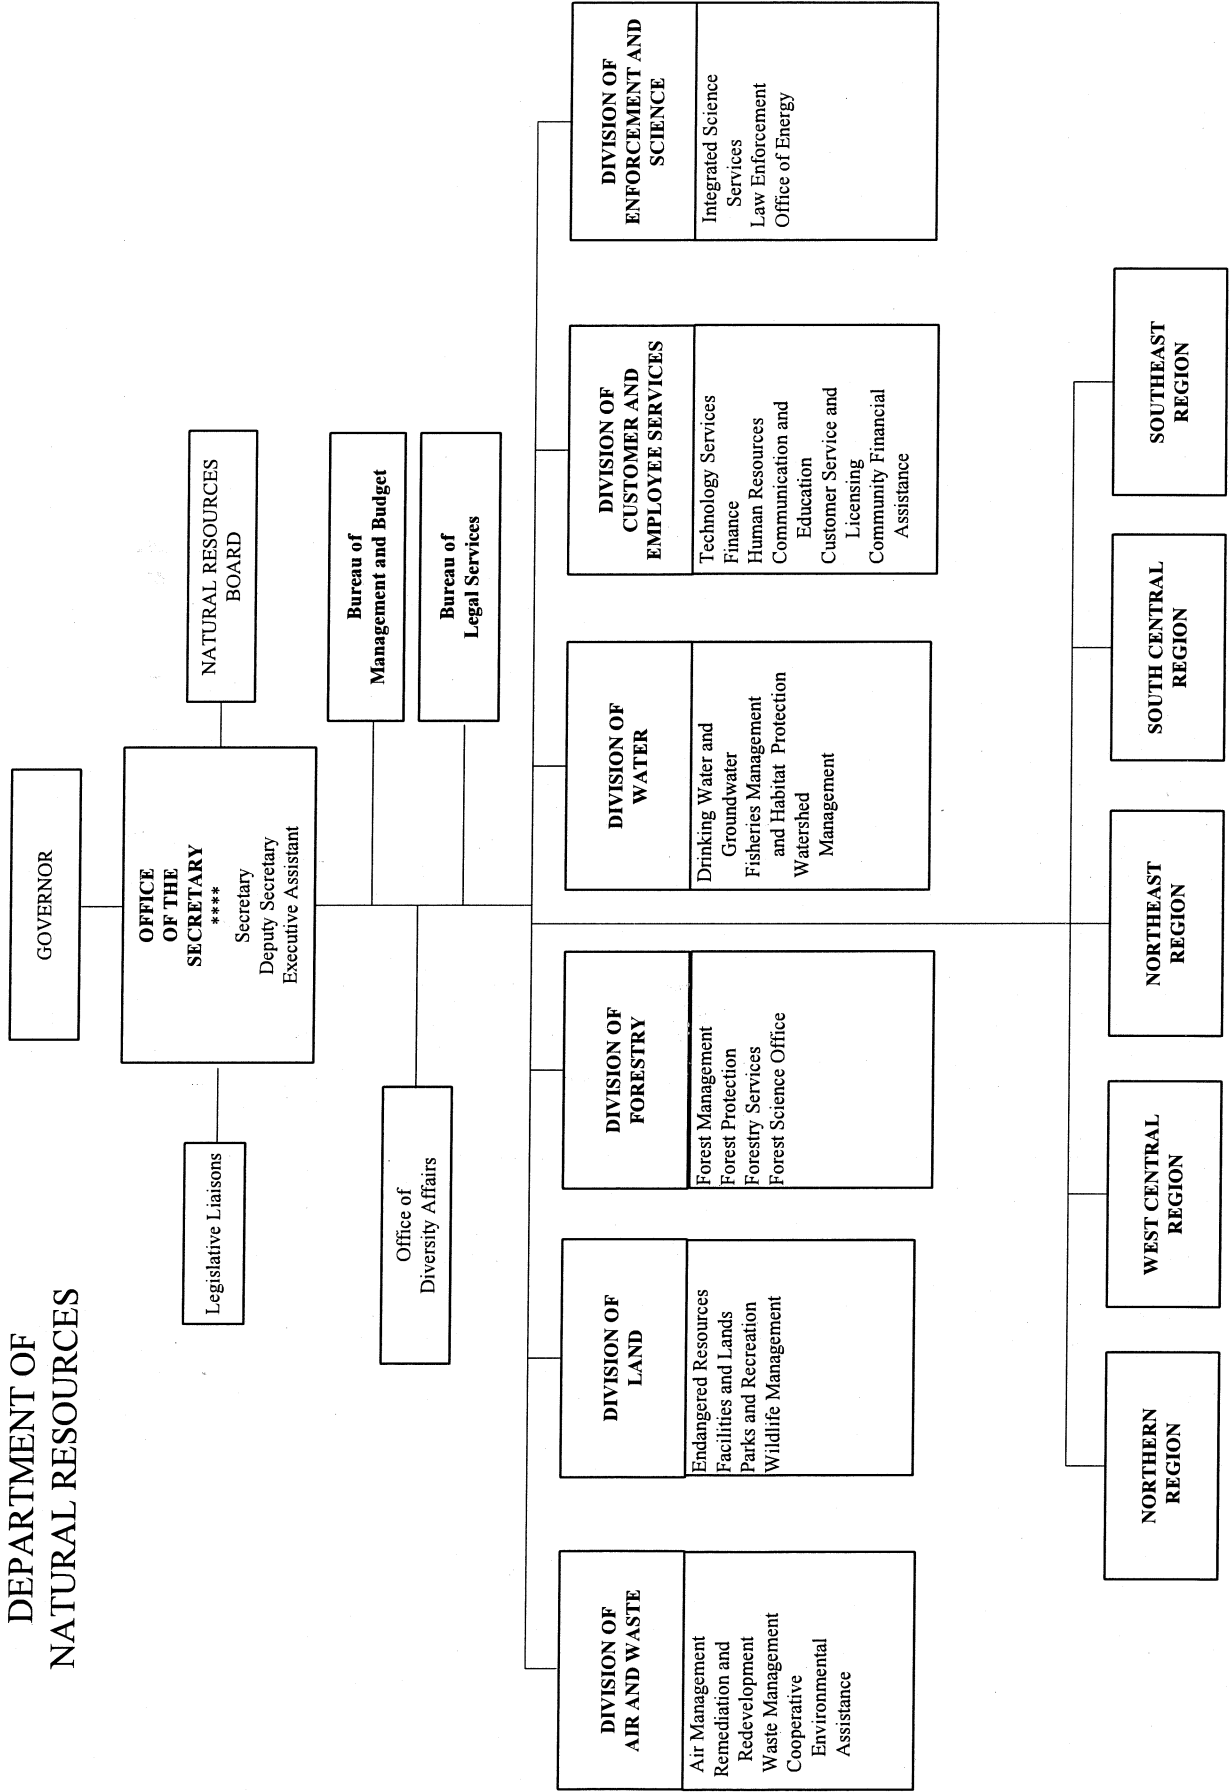 DEPARTMENT OF
NATURAL RESOURCES
GOVERNOR
Legislative Liaisons
OFFICE
OF THE
SECRETARY
****
Secretary
Deputy Secretary
Executive Assistant
NATURAL RESOURCES
BOARD
Office of
Diversity Affairs
Bureau of
Management and Budget
Bureau of
Legal Services
DIVISION OF
AIR AND WASTE
Air Management
Remediation and
Redevelopment
Waste Management
Cooperative
Environmental
Assistance
DIVISION OF
LAND
Endangered Resources
Facilities and Lands
Parks and Recreation
Wildlife Management
DIVISION OF
FORESTRY
Forest Management
Forest Protection
Forestry Services
Forest Science Office
DIVISION OF
WATER
Drinking Water and
Groundwater
Fisheries Management
and Habitat Protection
Watershed
Management
DIVISION OF
CUSTOMER AND
EMPLOYEE SERVICES
Technology Services
Finance
Human Resources
Communication and
Education
Customer Service and
Licensing
Community Financial
Assistance
DIVISION OF
ENFORCEMENT AND
SCIENCE
Integrated Science
Services
Law Enforcement
Office of Energy
NORTHERN
REGION
WEST CENTRAL
REGION
NORTHEAST
REGION
SOUTH CENTRAL
REGION
SOUTHEAST
REGION